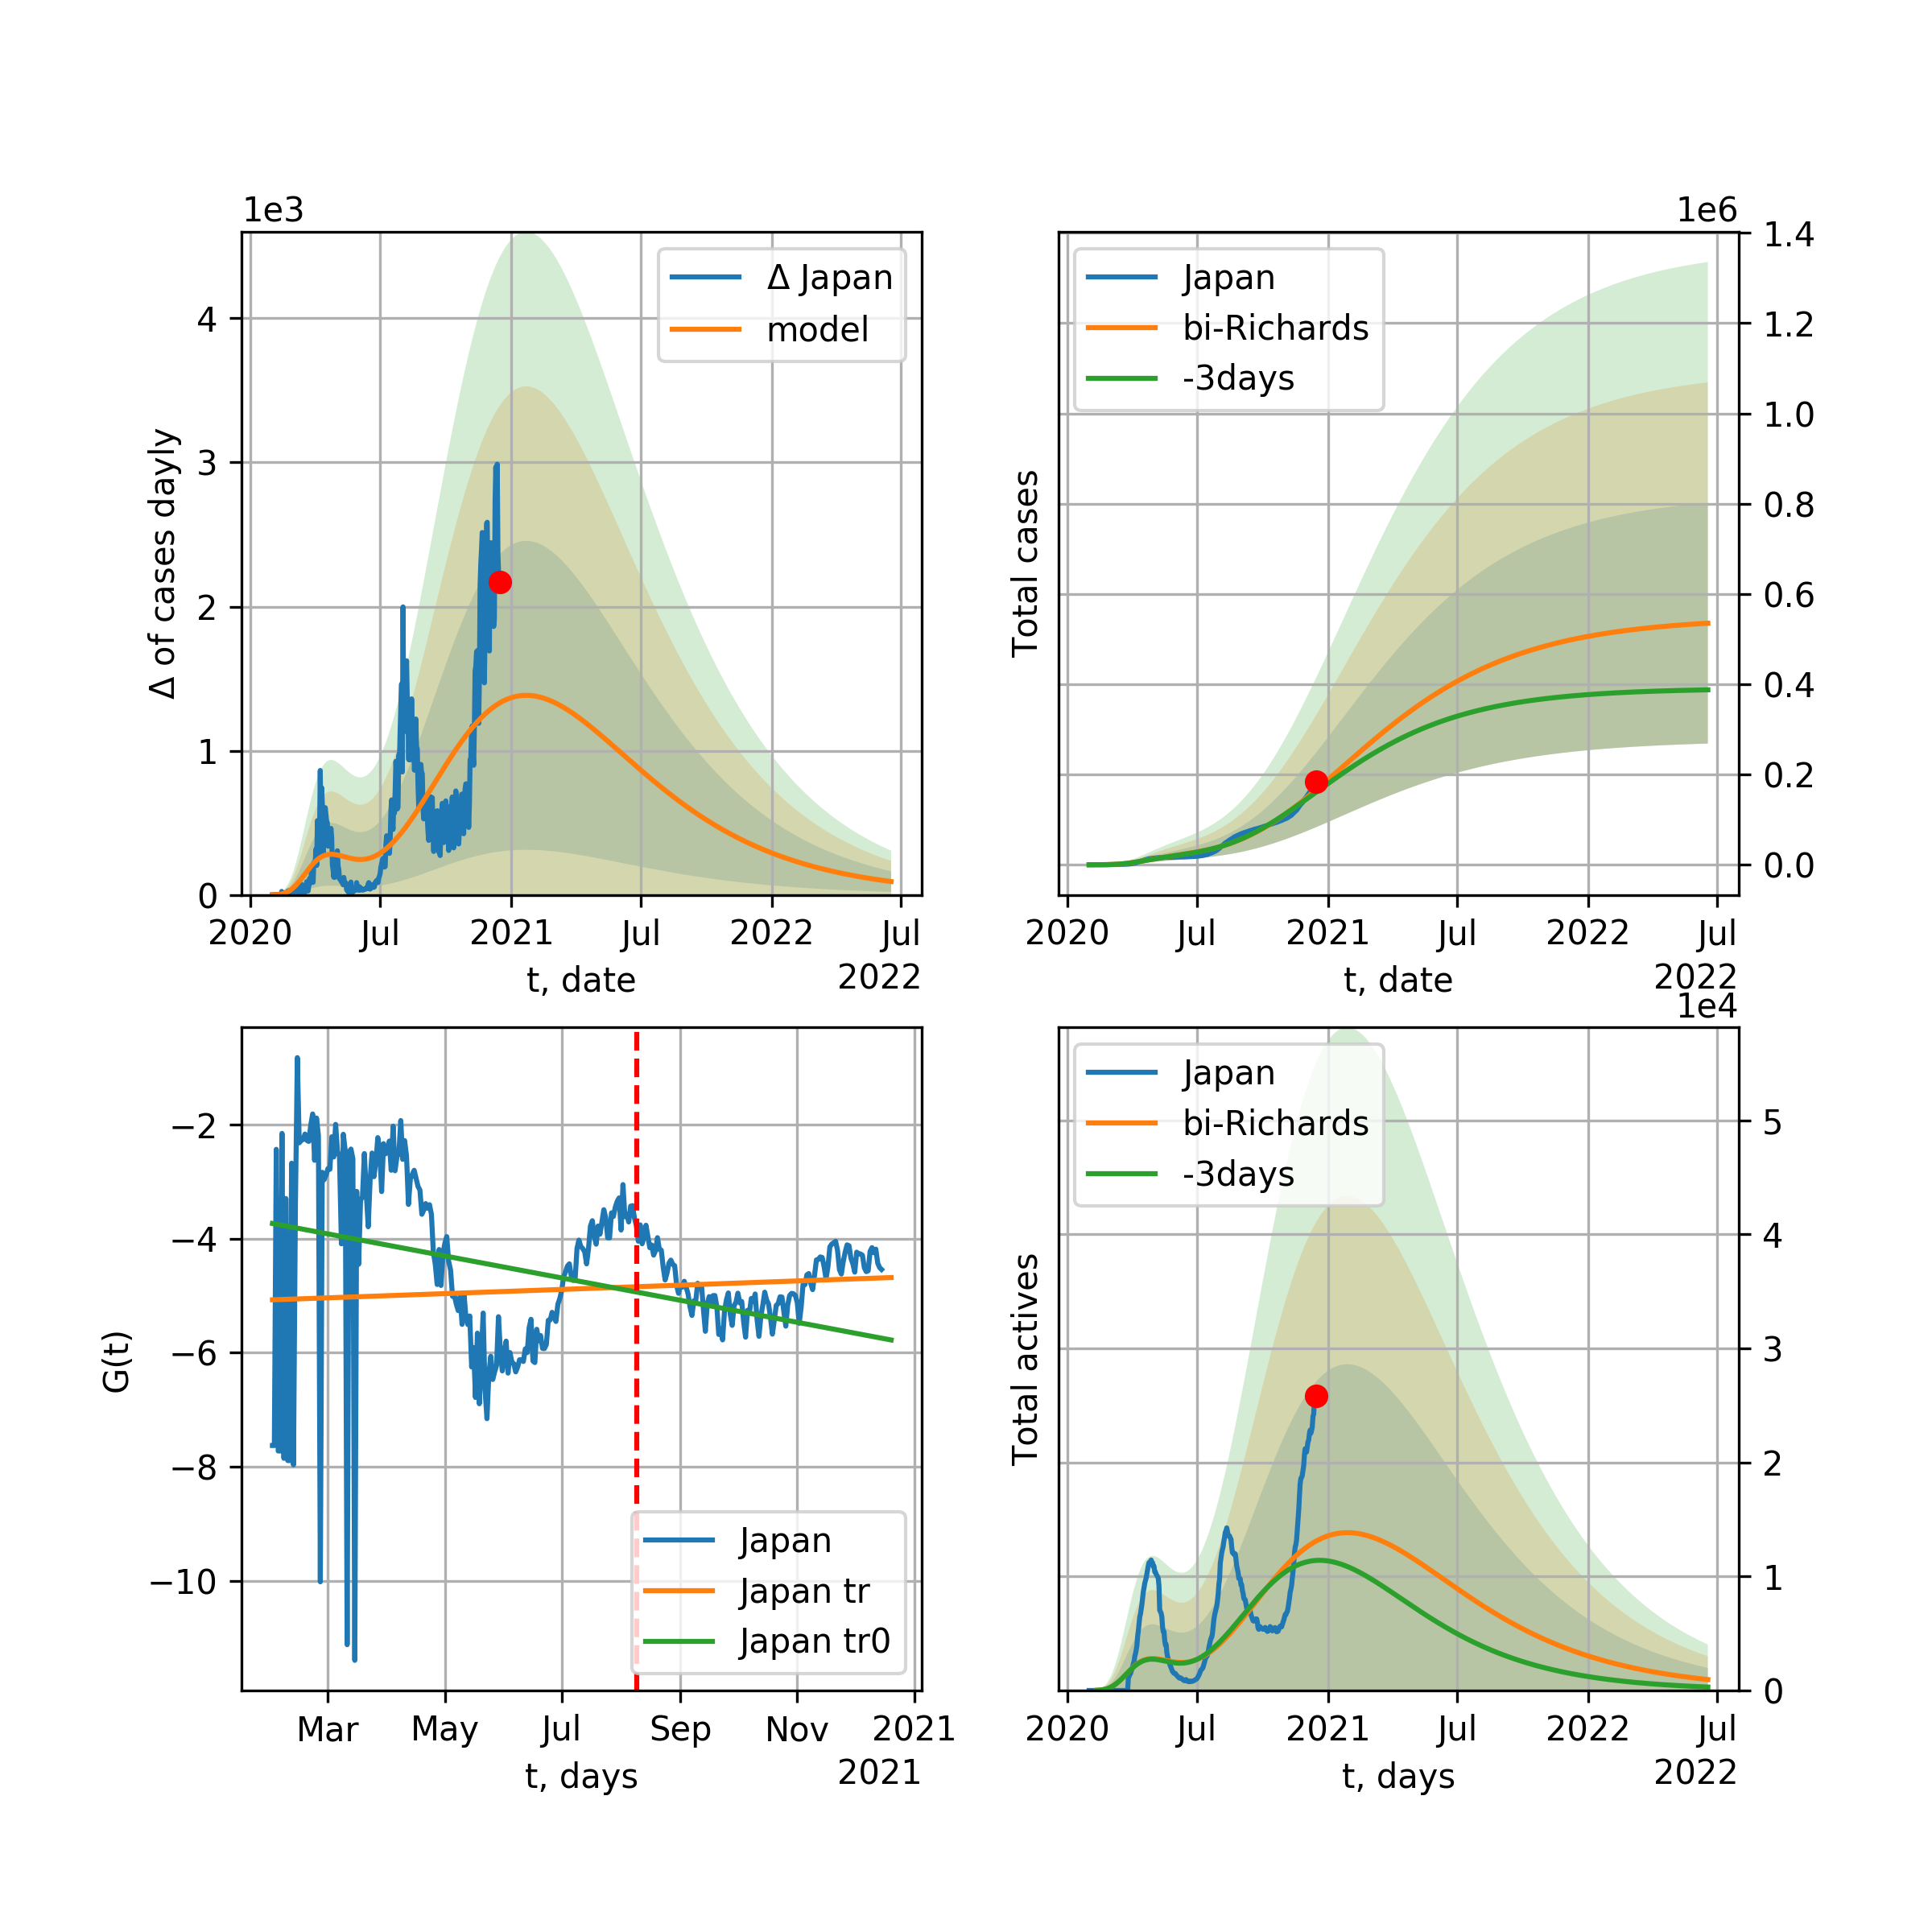 1e3
Δ of cases dayly
4
3
2
1
0
Δ Japan
model
2020
Jul
2021
Jul
2022
Jul
2022
t, date
1e6
Total cases
Japan
bi-Richards
-3days
1.4
1.2
1.0
0.8
0.6
0.4
0.2
0.0
2020
Jul
2021
Jul
2022
Jul
2022
t, date
G(t)
−2
−4
−6
−8
−10
Japan
Japan tr
Japan tr0
Mar
May
Jul
Sep
Nov
2021
2021
t, days
1e4
Total actives
Japan
bi-Richards
-3days
5
4
3
2
1
0
2020
Jul
2021
Jul
2022
Jul
2022
t, days